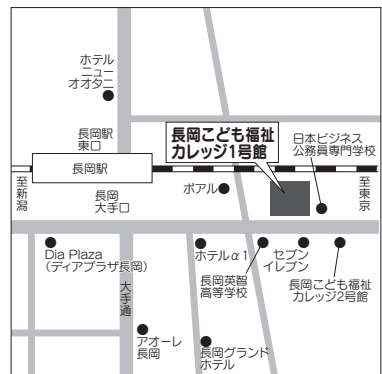 ホテル
ニュー
オオタニ
長岡駅
東口
長岡こども福祉
カレッジ1号館
日本ビジネス
公務員専門学校
長岡駅
至新潟
長岡
大手口
ボアル
至東京
Dia Plaza
(ディアプラザ長岡)
大手通
ホテルα1
長岡英智
高等学校
セブン
イレブン
長岡こども福祉
カレッジ2号館
アオーレ
長岡
長岡グランド
ホテル